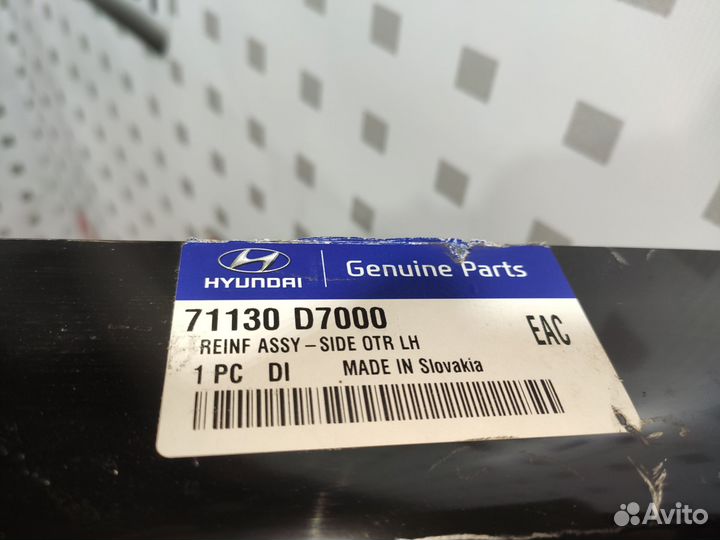 HYUNDAI
Genuine Parts
71130 D7000
REINF ASSY-SIDE OTR LH
EAC
1 PC DI MADE IN Slovakia
Avito